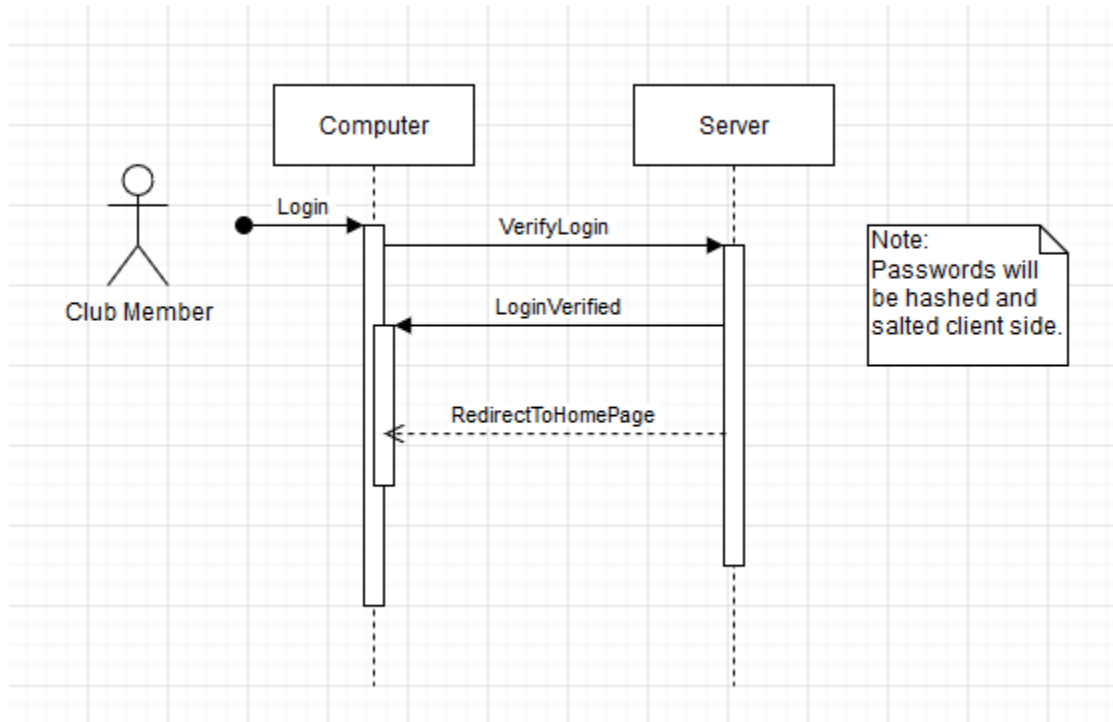 Computer
Server
Login
VerifyLogin
Club Member
Note:
Passwords will
be hashed and
salted client side.
LoginVerified
RedirectToHomePage